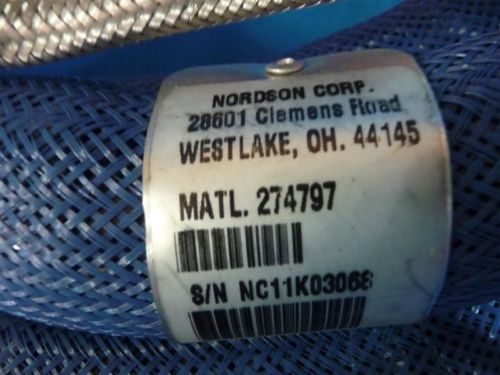 NORDSON CORP.
28601 Clemens Road
WESTLAKE, OH. 44145
MATL. 274797
S/N NC11K03068